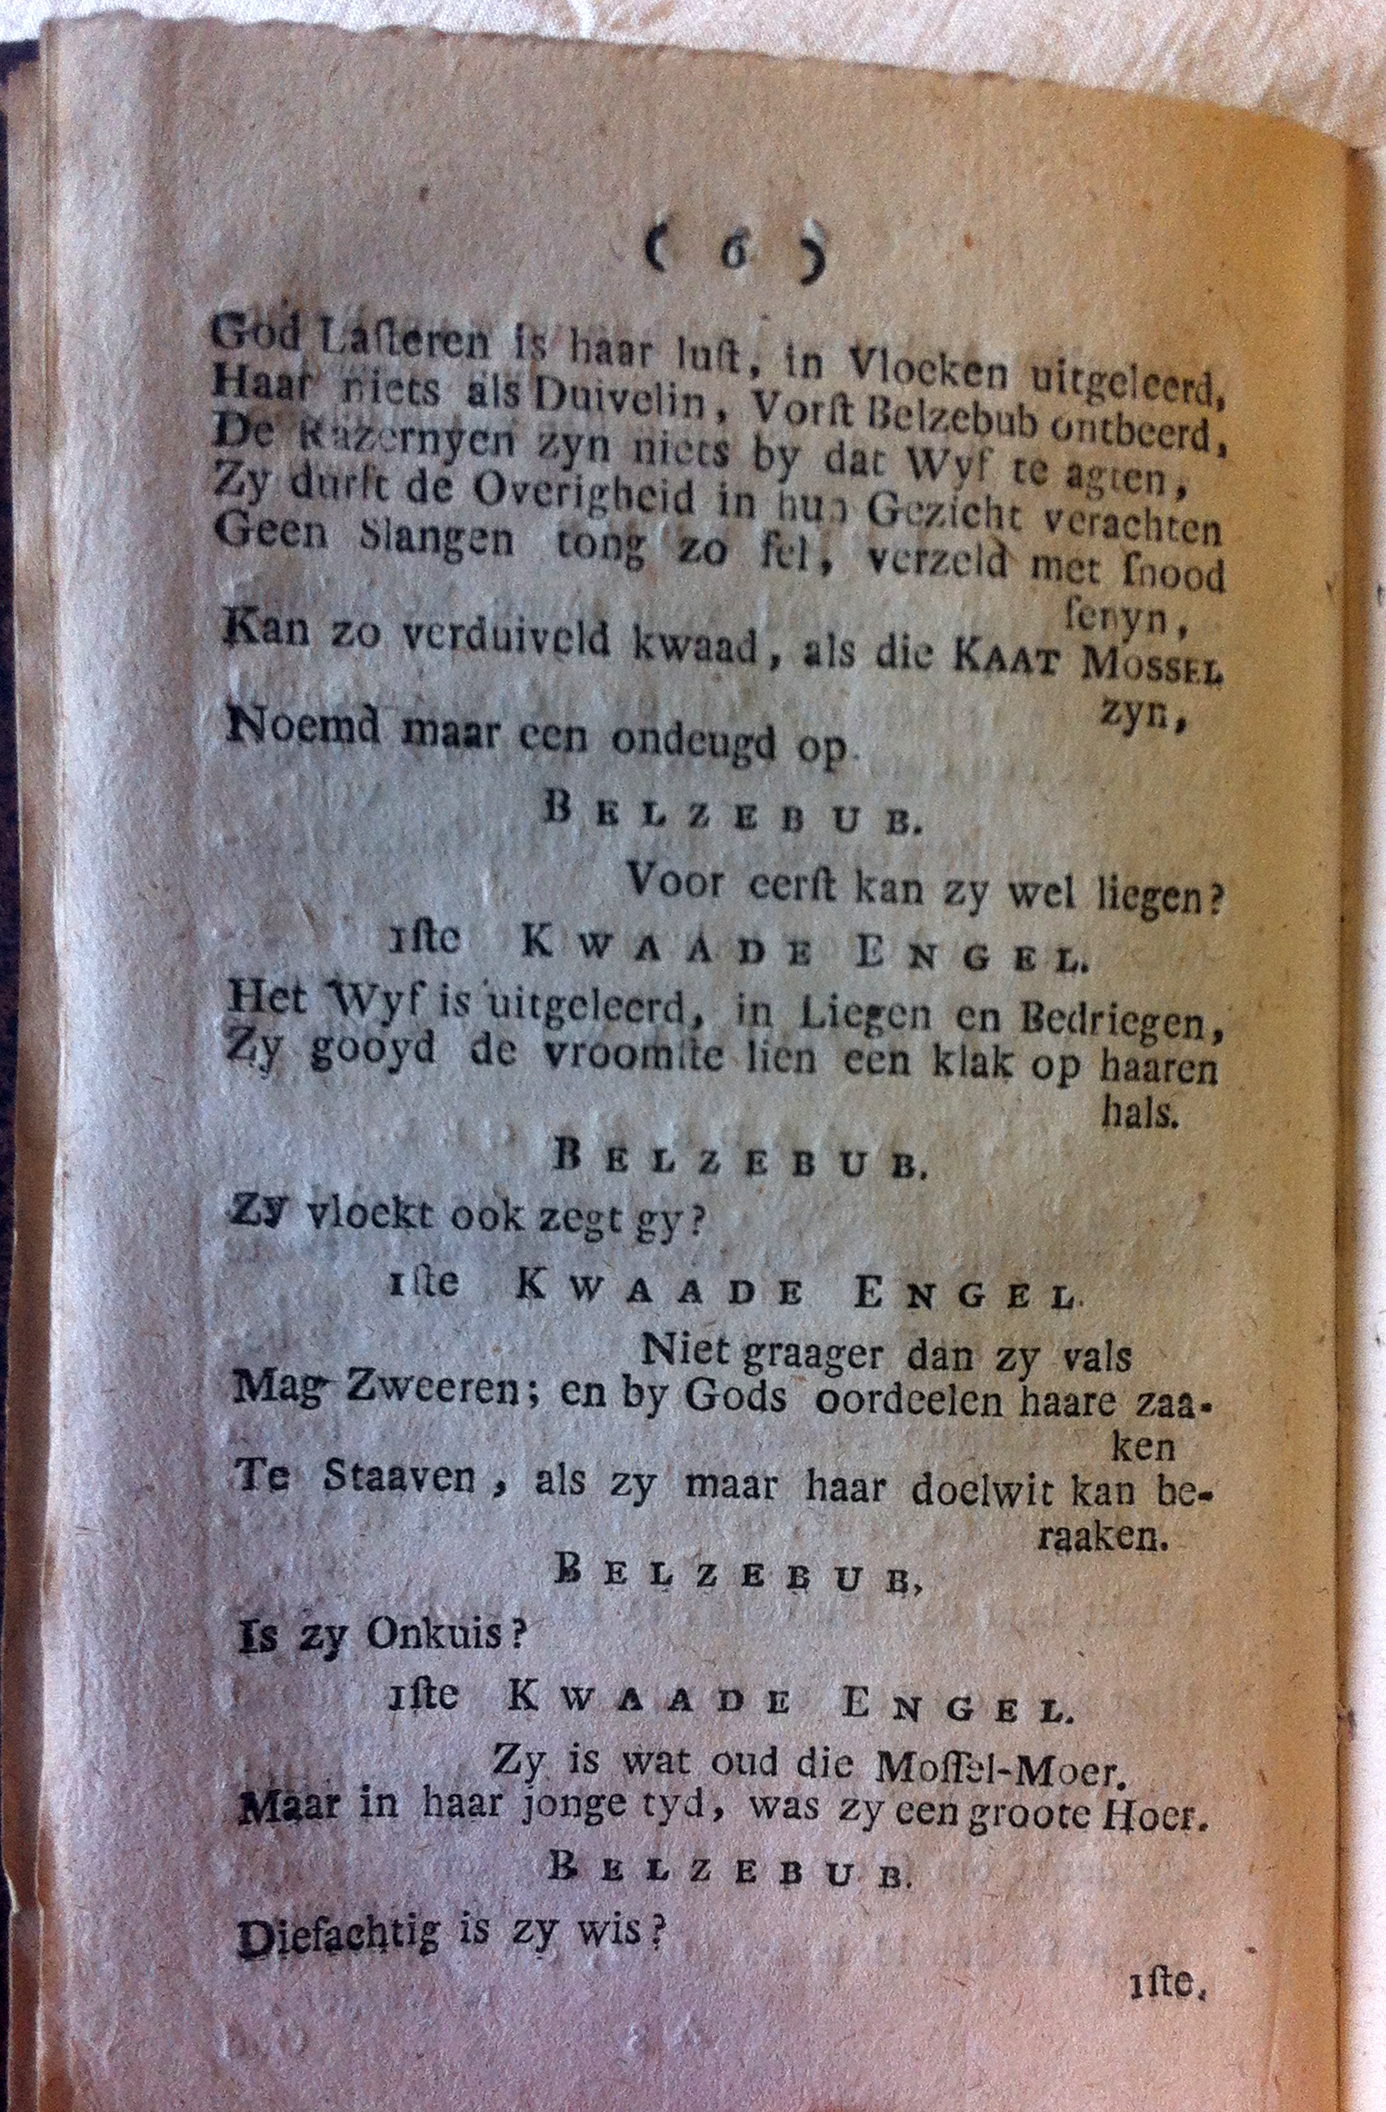 ( 6 )
God Laſteren is haar luſt, in Vloeken uitgeleerd,
Haar niets als Duivelin, Vorſt Belzebub ontbeerd,
De Razernyen zyn niets by dat Wyf te agten,
Zy durft de Overigheid in hun Gezicht verachten
Geen Slangen tong zo fel, verzeld met ſnood
fenyn,
Kan zo verduiveld kwaad, als die KAAT MOSSEL
zyn,
Noemd maar een ondeugd op.
BELZEBUB.
Voor eerſt kan zy wel liegen?
1ſte KWAADE ENGEL.
Het Wyf is uitgeleerd, in Liegen en Bedriegen,
Zy gooyd de vroomſte lien een klak op haaren
hals.
BELZEBUB.
Zy vloekt ook zegt gy?
1ſte KWAADE ENGEL.
Niet graager dan zy vals
Mag Zweeren; en by Gods oordeelen haare zaa-
ken
Te Staaven, als zy maar haar doelwit kan be-
raaken.
BELZEBUB,
Is zy Onkuis?
1ſte KWAADE ENGEL.
Zy is wat oud die Moſſel-Moer.
Maar in haar jonge tyd, was zy een groote Hoer.
BELZEBUB.
Diefachtig is zy wis?
1ſte.